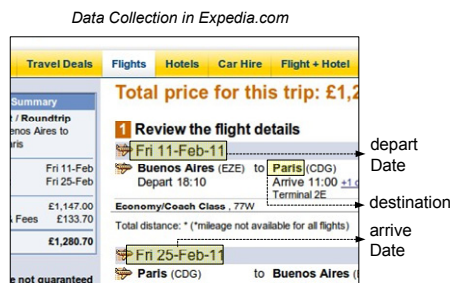 Data Collection in Expedia.com
Travel Deals Flights Hotels Car Hire Flight + Hotel
Summary
/ Roundtrip
enos Aires to
ris
Fri 11-Feb
Fri 25-Feb
£1,147.00
& Fees £133.70
£1,280.70
e not guaranteed
Total price for this trip: £1,2
1 Review the flight details
Fri 11-Feb-11
Buenos Aires (EZE) to Paris (CDG)
Depart 18:10 Arrive 11:00 +1
Terminal 2E
Economy/Coach Class , 77W
Total distance: * (*mileage not available for all flights)
Fri 25-Feb-11
Paris (CDG) to Buenos Aires (
depart
Date
destination
arrive
Date